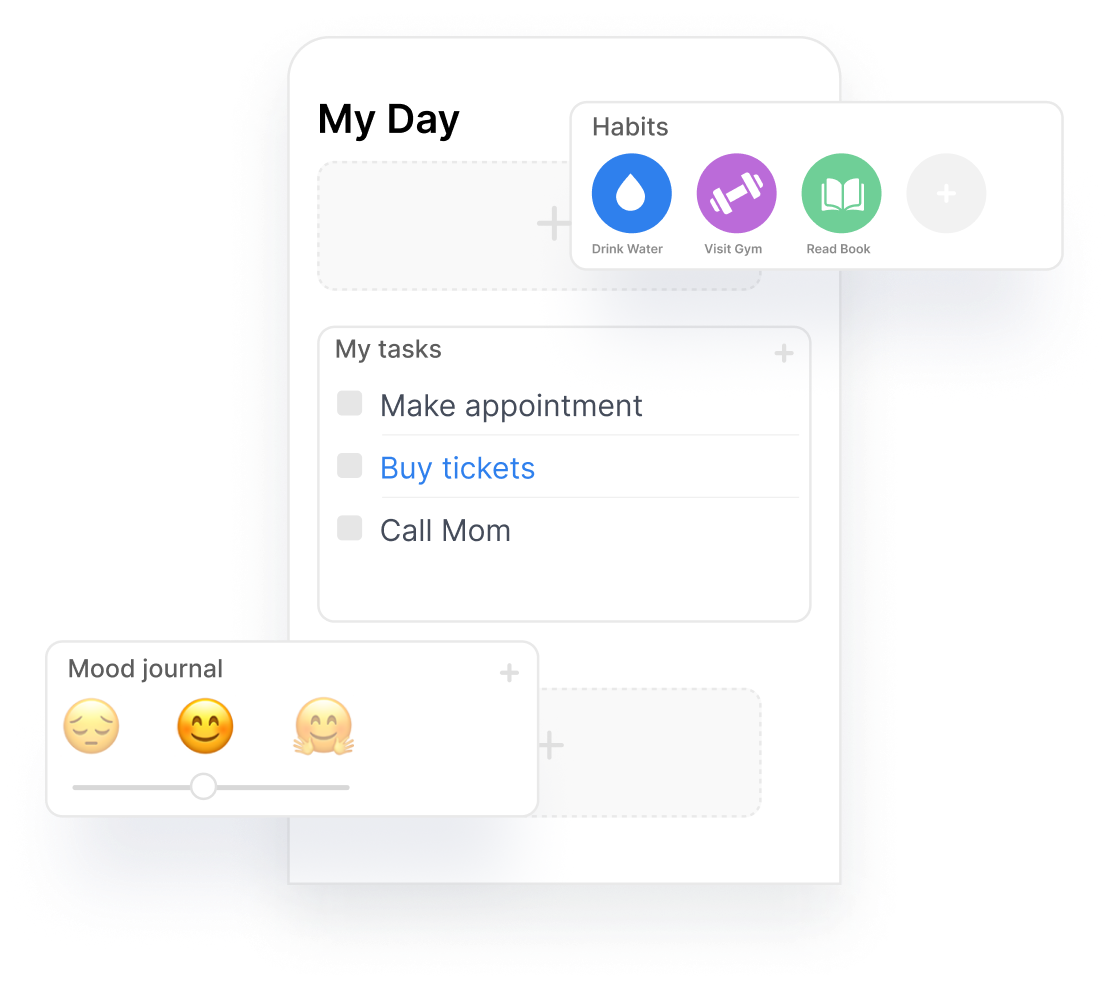 My Day
Habits
Drink Water
Visit Gym
Read Book
My tasks
Make appointment
Buy tickets
Call Mom
Mood journal